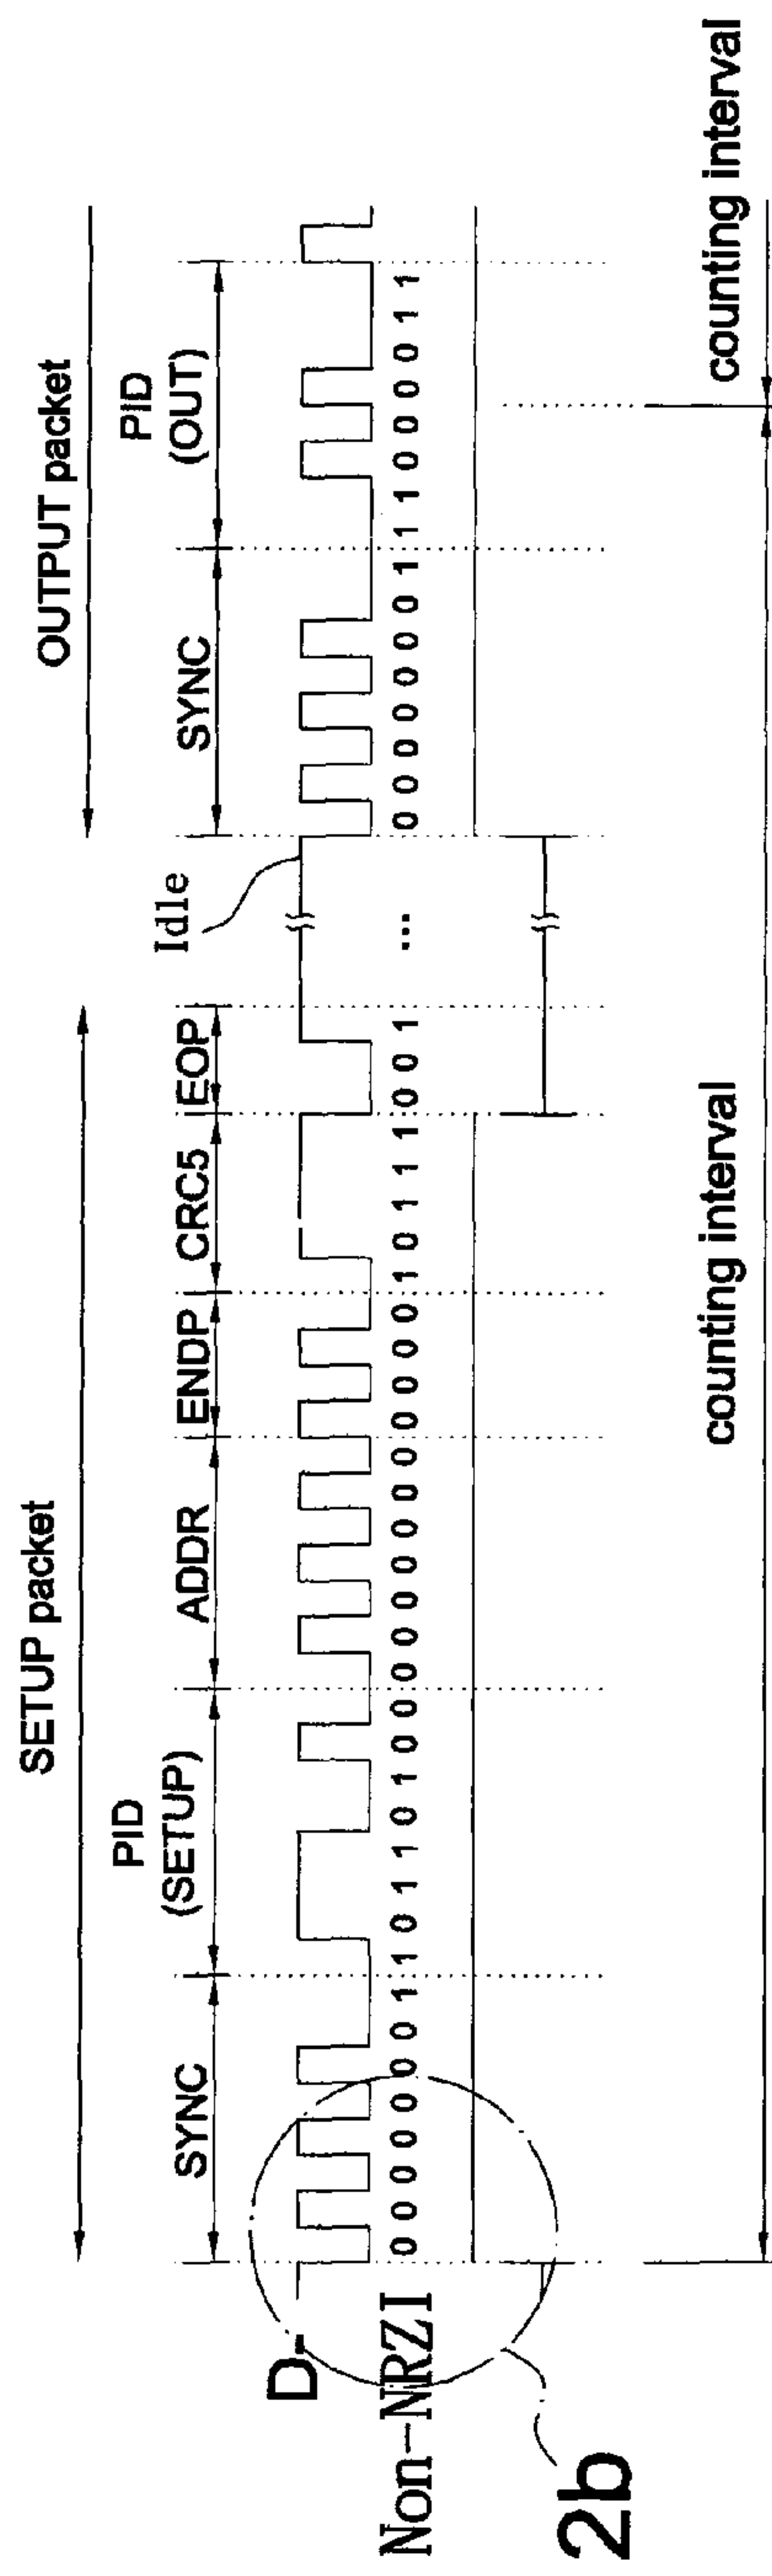 SETUP packet
OUTPUT packet
SYNC
PID
(SETUP)
ADDR
ENDP
CRC5
EOP
Idle
SYNC
PID
(OUT)
D-
Non-NRZI
0 0 0 0 0 0 0 1 1 0 1 1 0 1 0 0 0 0 0 0 0 0 0 0 0 0 0 1 0 1 1 1 0 0 1 ... 0 0 0 0 0 0 0 1 1 1 0 0 0 0 1 1
2b
counting interval
counting interval